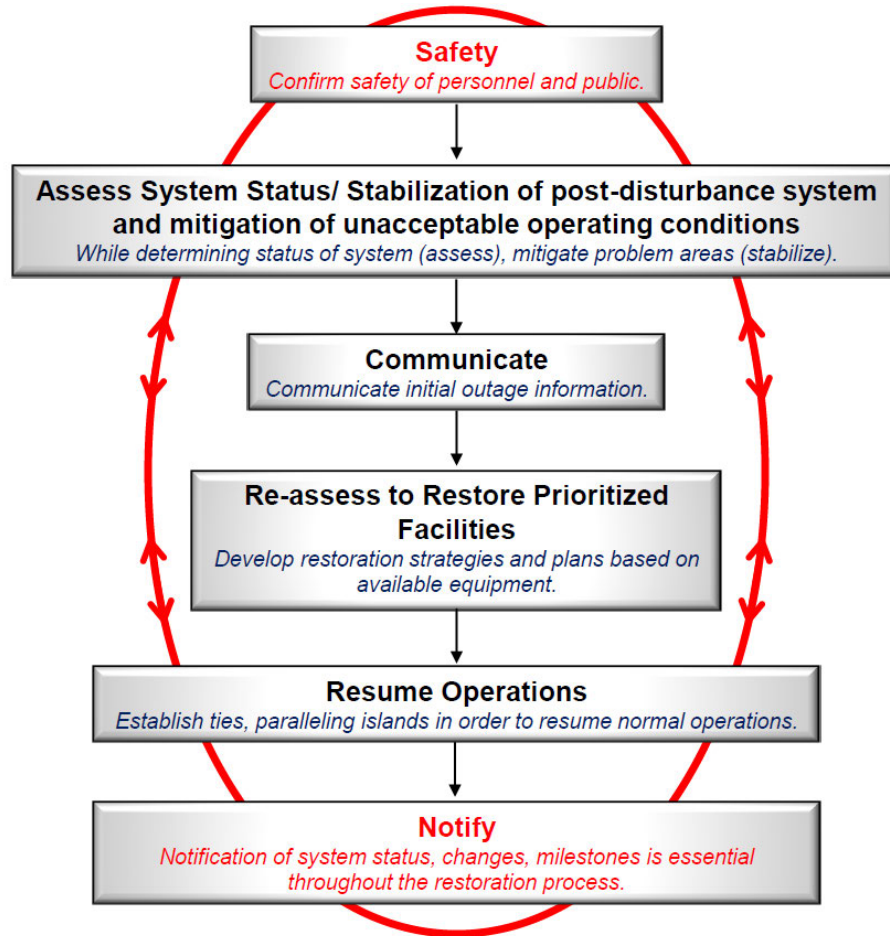 Safety
Confirm safety of personnel and public.
Assess System Status/ Stabilization of post-disturbance system
and mitigation of unacceptable operating conditions
While determining status of system (assess), mitigate problem areas (stabilize).
Communicate
Communicate initial outage information.
Re-assess to Restore Prioritized
Facilities
Develop restoration strategies and plans based on
available equipment.
Resume Operations
Establish ties, paralleling islands in order to resume normal operations.
Notify
Notification of system status, changes, milestones is essential
throughout the restoration process.